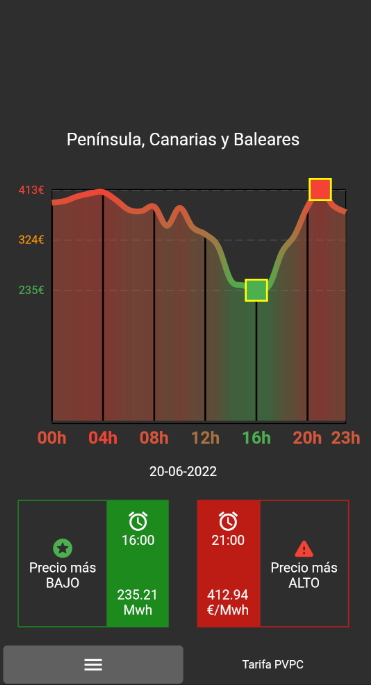 Península, Canarias y Baleares
413€
324€
235€
00h 04h 08h 12h 16h 20h 23h
20-06-2022
Precio más
BAJO
16:00
235.21
Mwh
21:00
412.94
€/Mwh
Precio más
ALTO
Tarifa PVPC